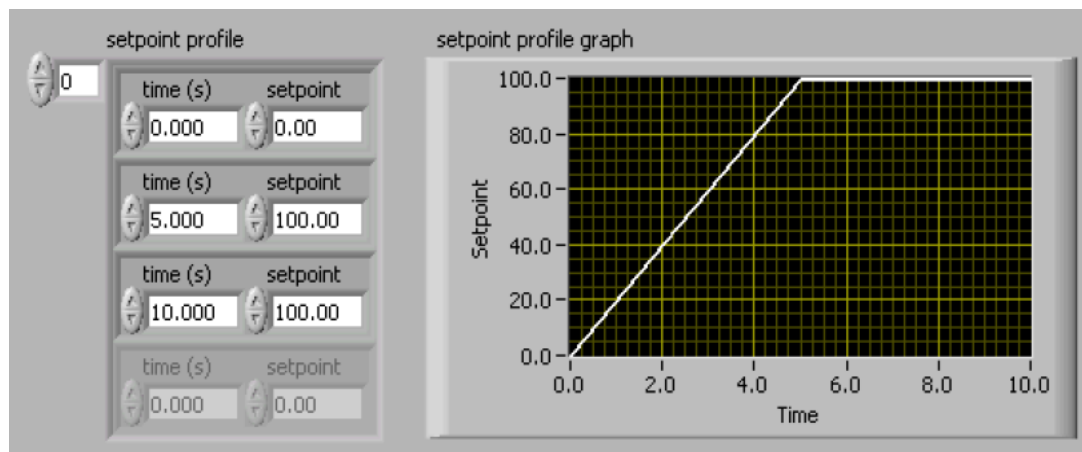 setpoint profile
0
time (s) setpoint
0.000 0.00
time (s) setpoint
5.000 100.00
time (s) setpoint
10.000 100.00
time (s) setpoint
0.000 0.00
setpoint profile graph
100.0
80.0
60.0
40.0
20.0
0.0
Setpoint
0.0 2.0 4.0 6.0 8.0 10.0
Time